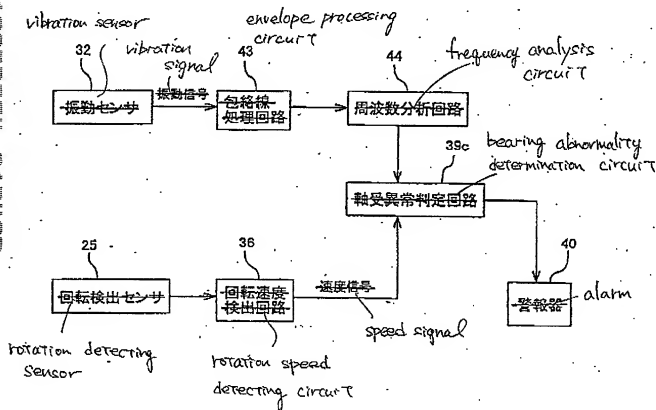 vibration sensor
envelope processing
circuit
32
vibration
signal
43
44
frequency analysis
circuit
振動センサ
振動信号
包絡線
処理回路
周波数分析回路
39c
bearing abnormality
determination circuit
軸受異常判定回路
25
36
40
回転検出センサ
回転速度
検出回路
速度信号
警報器
alarm
speed signal
rotation detecting
sensor
rotation speed
detecting circuit